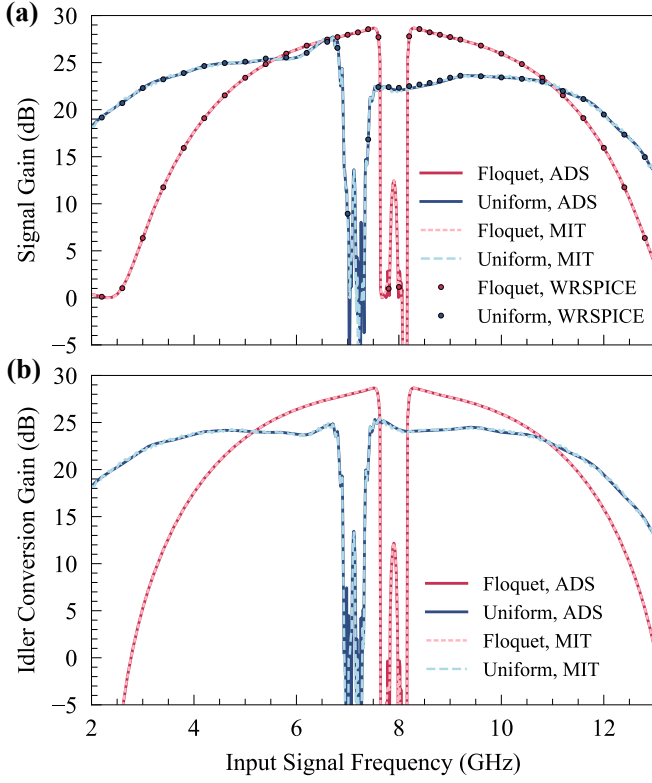 (a)
30
25
20
15
10
5
0
−5
Signal Gain (dB)
Floquet, ADS
Uniform, ADS
Floquet, MIT
Uniform, MIT
Floquet, WRSPICE
Uniform, WRSPICE
(b)
30
25
20
15
10
5
0
−5
Idler Conversion Gain (dB)
Floquet, ADS
Uniform, ADS
Floquet, MIT
Uniform, MIT
2 4 6 8 10 12
Input Signal Frequency (GHz)